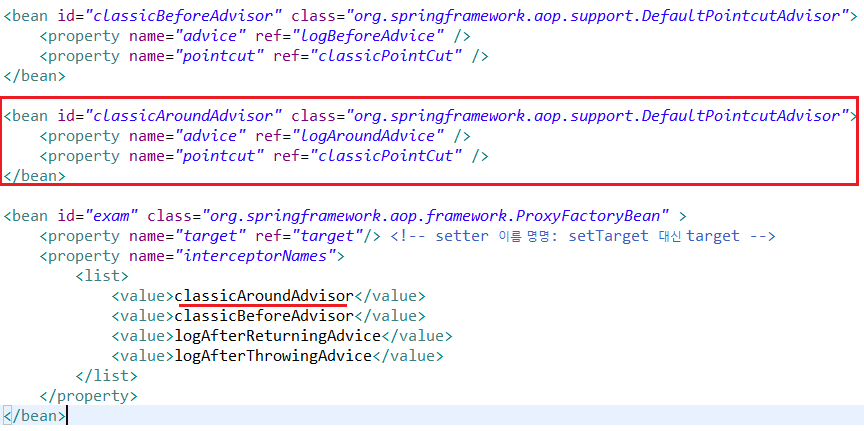 <bean id="classicBeforeAdvisor" class="org.springframework.aop.support.DefaultPointcutAdvisor">
<property name="advice" ref="logBeforeAdvice" />
<property name="pointcut" ref="classicPointCut" />
</bean>
<bean id="classicAroundAdvisor" class="org.springframework.aop.support.DefaultPointcutAdvisor">
<property name="advice" ref="logAroundAdvice" />
<property name="pointcut" ref="classicPointCut" />
</bean>
<bean id="exam" class="org.springframework.aop.framework.ProxyFactoryBean" >
<property name="target" ref="target"/> <!-- setter 이를 명명: setTarget 대신 target -->
<property name="interceptorNames">
<list>
<value>classicAroundAdvisor</value>
<value>classicBeforeAdvisor</value>
<value>logAfterReturningAdvice</value>
<value>logAfterThrowingAdvice</value>
</list>
</property>
</bean>